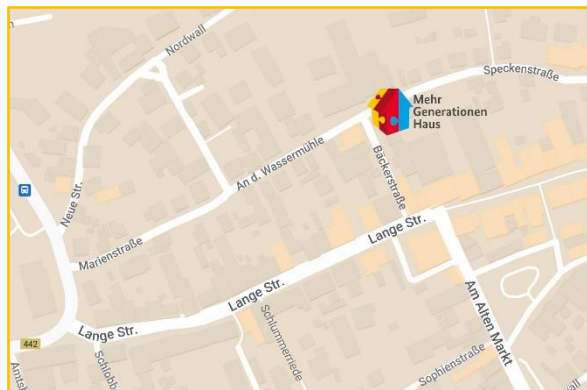 Nordwall
Speckenstraße
Mehr
Generationen
Haus
An d. Wassermühle
Bäckerstraße
Neue Str.
Marienstraße
Lange Str.
Lange Str.
Lange Str.
Am Alten Markt
Schlummerriede
Sophienstraße
442